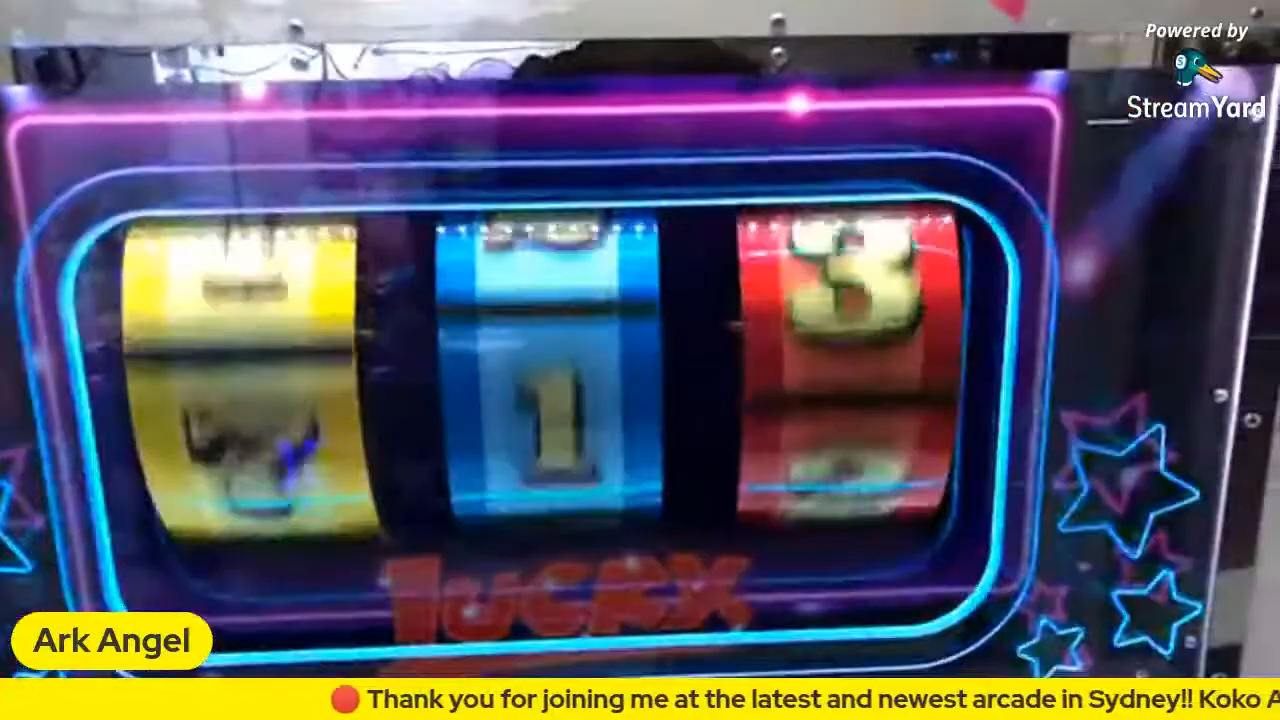 Powered by
StreamYard
3
1
lucky
Ark Angel
Thank you for joining me at the latest and newest arcade in Sydney!! Koko A